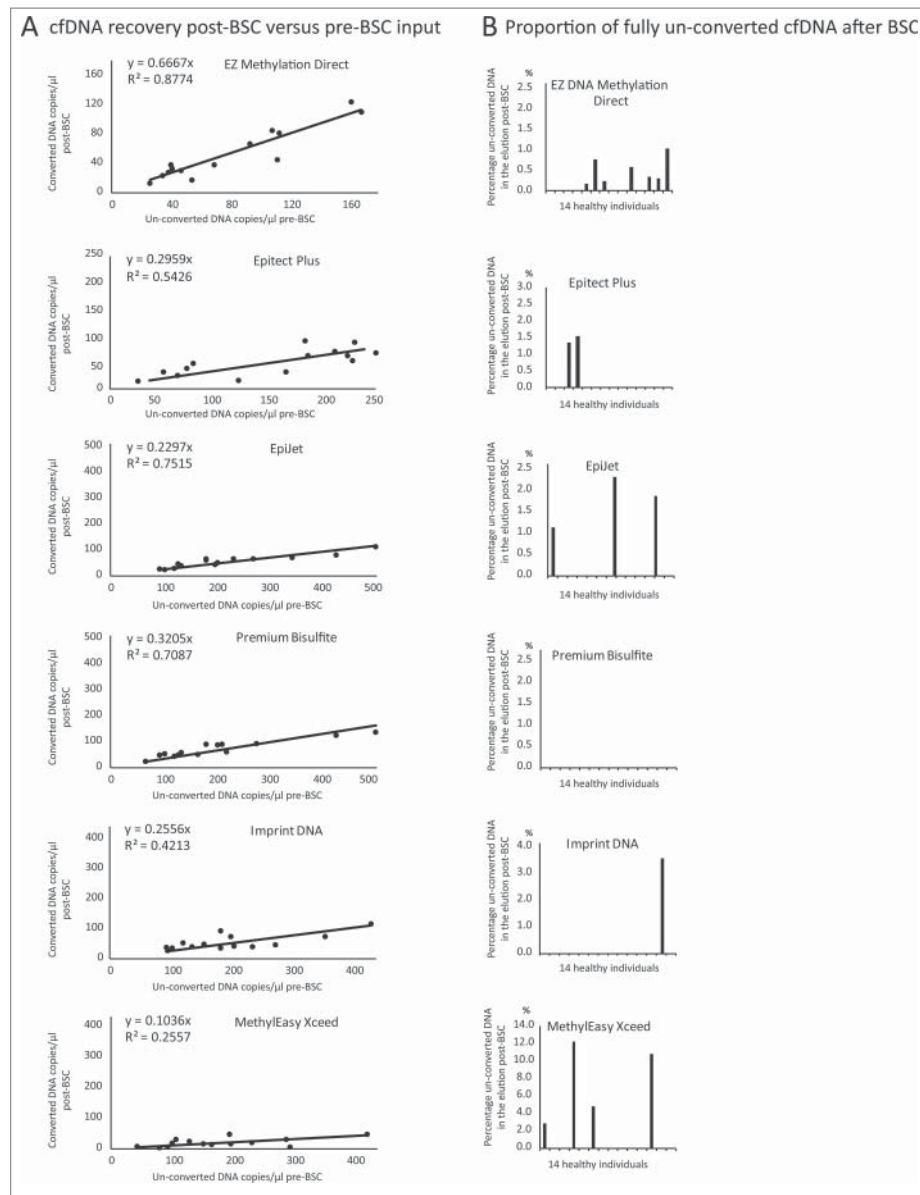 A cfDNA recovery post-BSC versus pre-BSC input
B Proportion of fully un-converted cfDNA after BSC
y = 0.6667x
R² = 0.8774
EZ Methylation Direct
Converted DNA copies/µl
post-BSC
160
120
80
40
0
0 40 80 120 160
Un-converted DNA copies/µl pre-BSC
%
EZ DNA Methylation
Direct
Percentage un-converted DNA
in the elution post-BSC
2.5
2.0
1.5
1.0
0.5
0.0
14 healthy individuals
y = 0.2959x
R² = 0.5426
Epitect Plus
Converted DNA copies/µl
post-BSC
250
200
150
100
50
0
0 50 100 150 200 250
Un-converted DNA copies/µl pre-BSC
%
Epitect Plus
Percentage un-converted DNA
in the elution post-BSC
3.0
2.5
2.0
1.5
1.0
0.5
0.0
14 healthy individuals
y = 0.2297x
R² = 0.7515
EpiJet
Converted DNA copies/µl
post-BSC
500
400
300
200
100
0
0 100 200 300 400 500
Un-converted DNA copies/µl pre-BSC
%
EpiJet
Percentage un-converted DNA
in the elution post-BSC
2.5
2.0
1.5
1.0
0.5
0.0
14 healthy individuals
y = 0.3205x
R² = 0.7087
Premium Bisulfite
Converted DNA copies/µl
post-BSC
500
400
300
200
100
0
0 100 200 300 400 500
Un-converted DNA copies/µl pre-BSC
%
Premium Bisulfite
Percentage un-converted DNA
in the elution post-BSC
2.5
2.0
1.5
1.0
0.5
0.0
14 healthy individuals
y = 0.2556x
R² = 0.4213
Imprint DNA
Converted DNA copies/µl
post-BSC
400
300
200
100
0
0 100 200 300 400
Un-converted DNA copies/µl pre-BSC
%
Imprint DNA
Percentage un-converted DNA
in the elution post-BSC
4.0
3.0
2.0
1.0
0.0
14 healthy individuals
y = 0.1036x
R² = 0.2557
MethylEasy Xceed
Converted DNA copies/µl
post-BSC
400
300
200
100
0
0 100 200 300 400
Un-converted DNA copies/µl pre-BSC
%
MethylEasy Xceed
Percentage un-converted DNA
in the elution post-BSC
14.0
12.0
10.0
8.0
6.0
4.0
2.0
0.0
14 healthy individuals